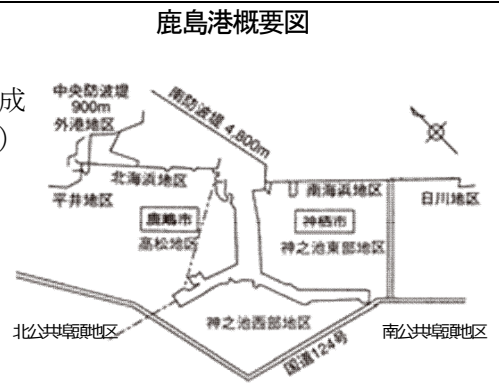 鹿島港概要図
成
)
中央防波堤
900m
外港地区
南防波堤 4,800m
北海浜地区
平井地区
南海浜地区
日川地区
鹿嶋市
高松地区
神栖市
神之池東部地区
北公共埠頭地区
神之池西部地区
南公共埠頭地区
国道124号